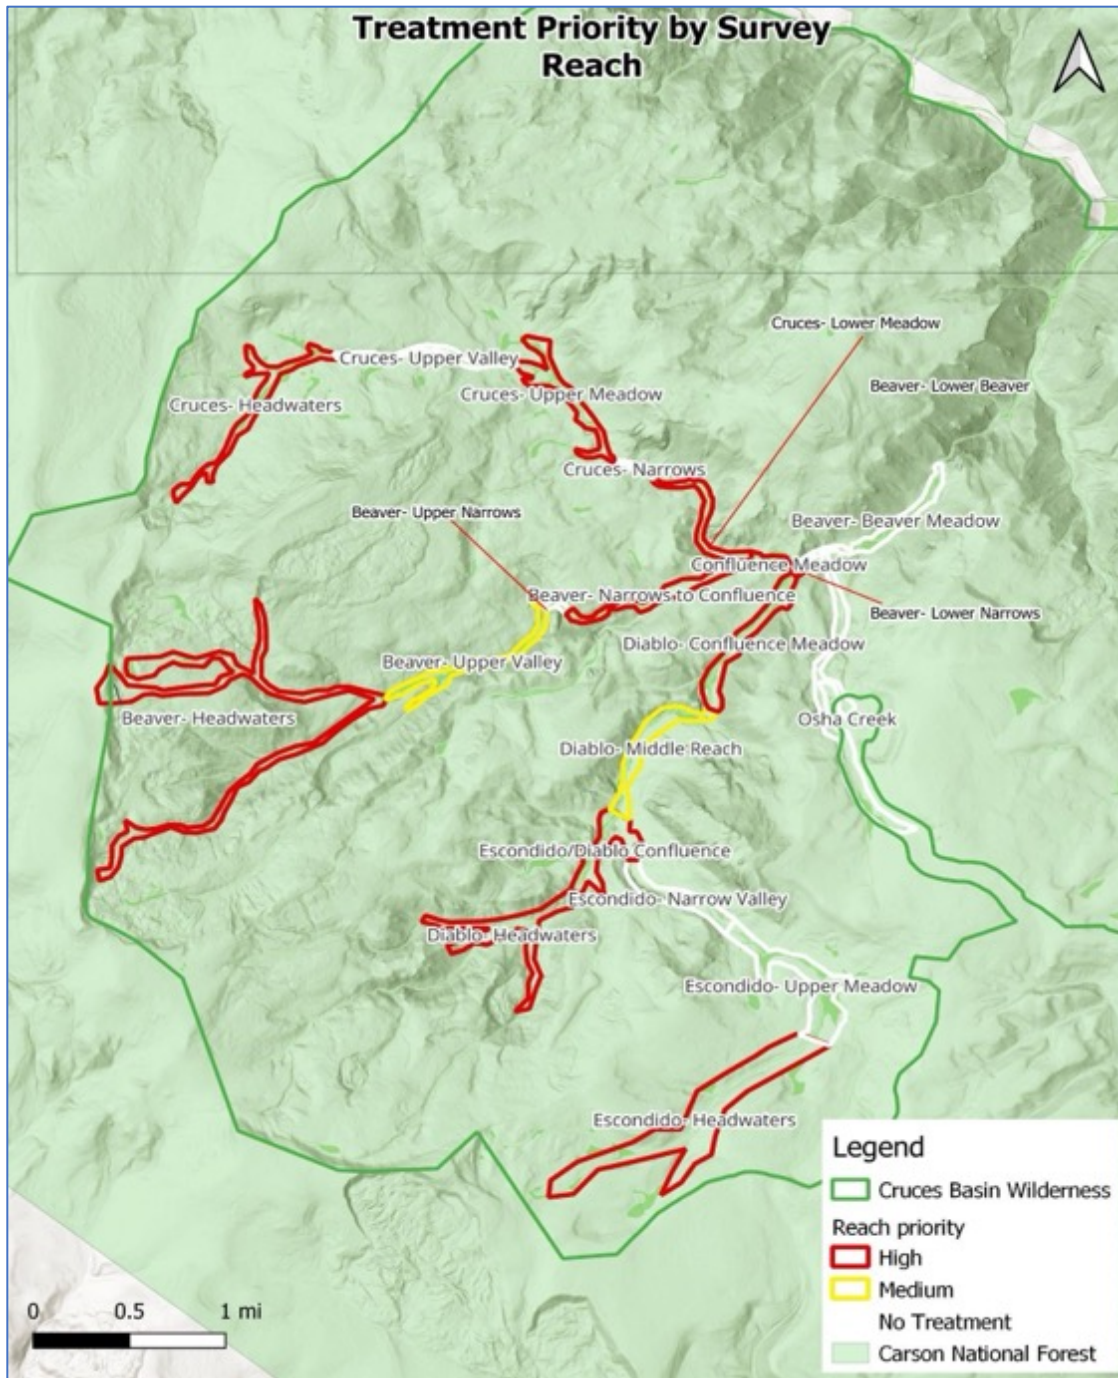 Treatment Priority by Survey
Reach
Cruces- Lower Meadow
Cruces- Upper Valley
Beaver- Lower Beaver
Cruces- Upper Meadow
Cruces- Headwaters
Cruces- Narrows
Beaver- Upper Narrows
Beaver- Beaver Meadow
Confluence Meadow
Beaver- Narrows to Confluence
Beaver- Lower Narrows
Diablo- Confluence Meadow
Beaver- Upper Valley
Beaver- Headwaters
Osha Creek
Diablo- Middle Reach
Escondido/Diablo Confluence
Escondido- Narrow Valley
Diablo- Headwaters
Escondido- Upper Meadow
Escondido- Headwaters
Legend
Cruces Basin Wilderness
Reach priority
High
Medium
No Treatment
Carson National Forest
0 0.5 1 mi